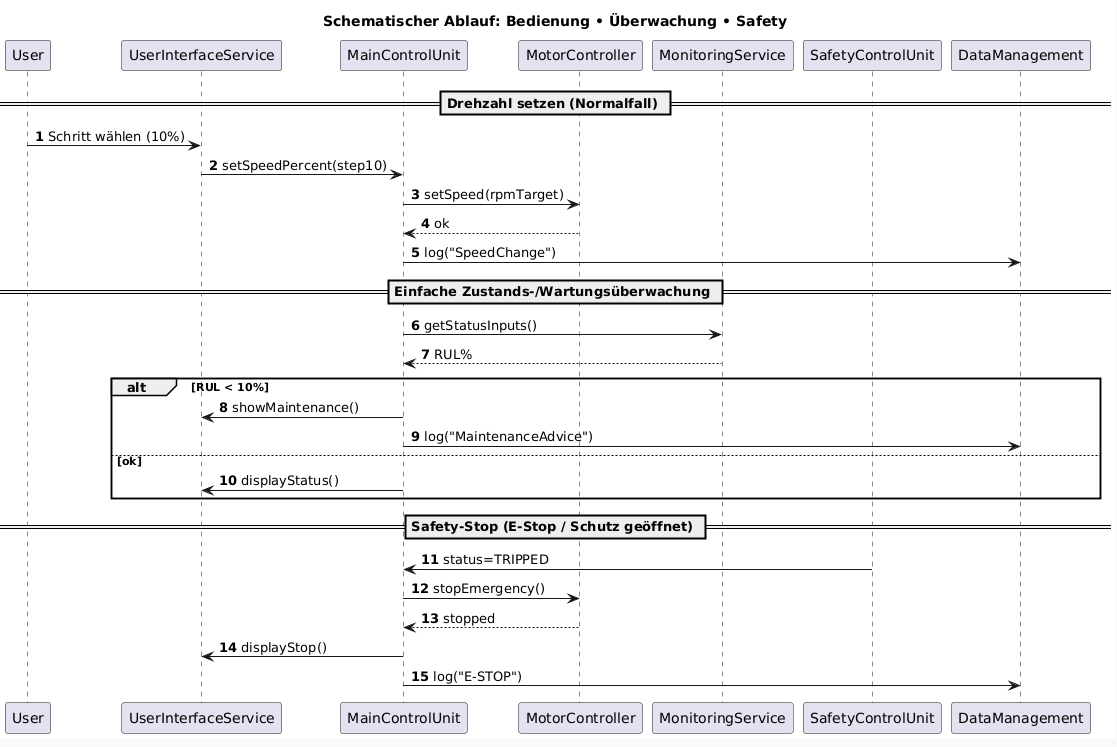 Schematischer Ablauf: Bedienung • Überwachung • Safety
User UserInterfaceService MainControlUnit MotorController MonitoringService SafetyControlUnit DataManagement
Drehzahl setzen (Normalfall)
1 Schritt wählen (10%)
2 setSpeedPercent(step10)
3 setSpeed(rpmTarget)
4 ok
5 log("SpeedChange")
Einfache Zustands-/Wartungsüberwachung
6 getStatusInputs()
7 RUL%
alt [RUL < 10%]
8 showMaintenance()
9 log("MaintenanceAdvice")
[ok]
10 displayStatus()
Safety-Stop (E-Stop / Schutz geöffnet)
11 status=TRIPPED
12 stopEmergency()
13 stopped
14 displayStop()
15 log("E-STOP")
User UserInterfaceService MainControlUnit MotorController MonitoringService SafetyControlUnit DataManagement